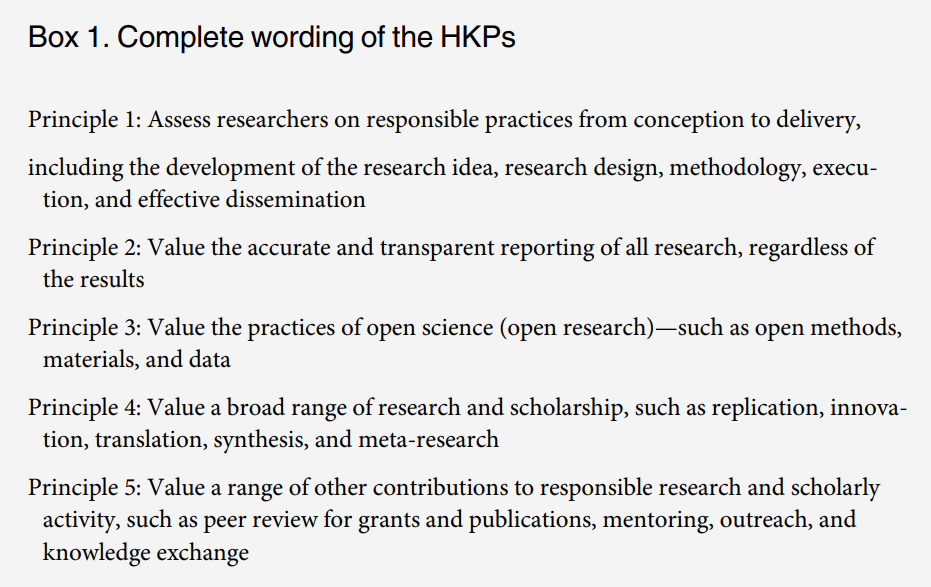 Box 1. Complete wording of the HKPs
Principle 1: Assess researchers on responsible practices from conception to delivery,
including the development of the research idea, research design, methodology, execu-
tion, and effective dissemination
Principle 2: Value the accurate and transparent reporting of all research, regardless of
the results
Principle 3: Value the practices of open science (open research)—such as open methods,
materials, and data
Principle 4: Value a broad range of research and scholarship, such as replication, innova-
tion, translation, synthesis, and meta-research
Principle 5: Value a range of other contributions to responsible research and scholarly
activity, such as peer review for grants and publications, mentoring, outreach, and
knowledge exchange